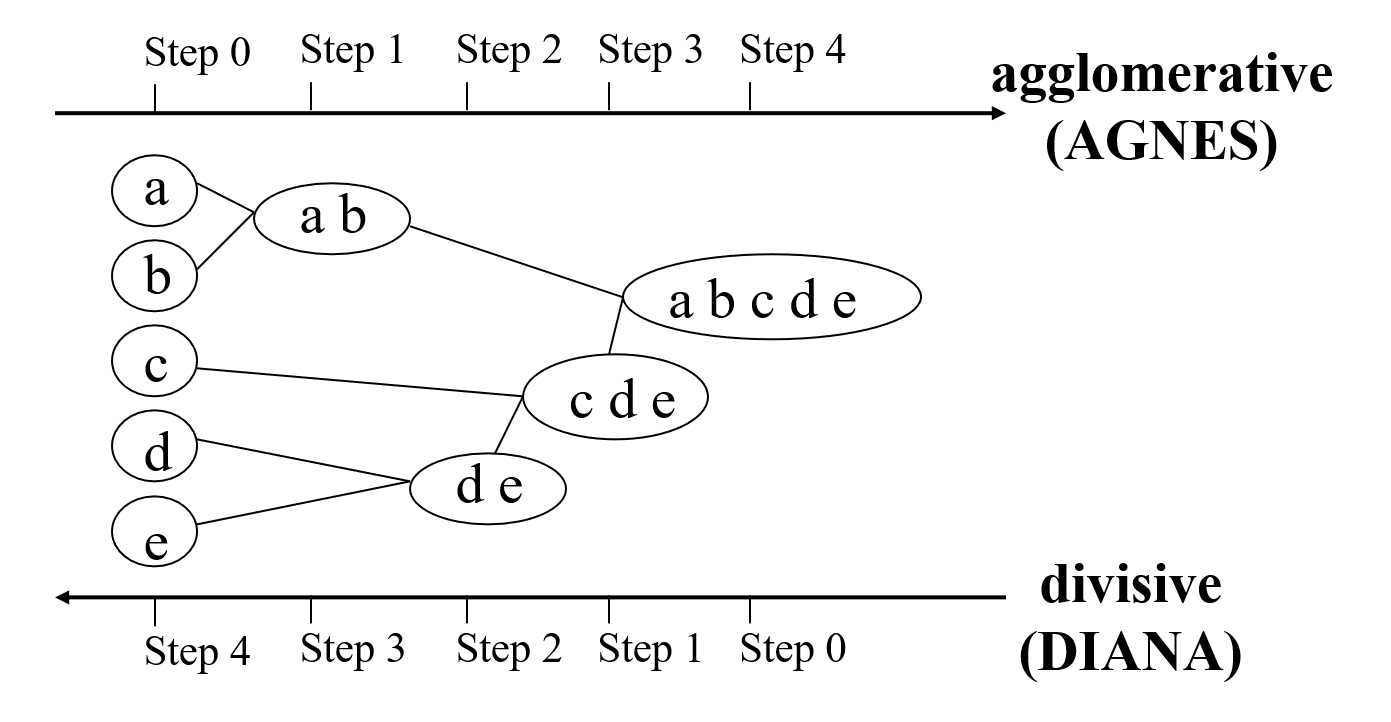 Step 0 Step 1 Step 2 Step 3 Step 4
agglomerative
(AGNES)
a
a b
b
a b c d e
c
c d e
d
d e
e
divisive
(DIANA)
Step 4 Step 3 Step 2 Step 1 Step 0